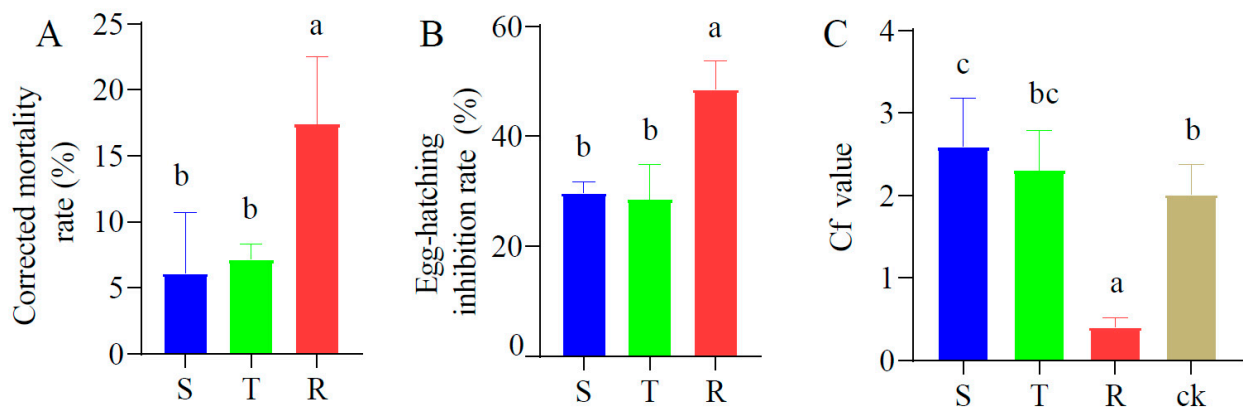 A
Corrected mortality
rate (%)
25
20
15
10
5
0
b
b
a
S T R
B
Egg-hatching
inhibition rate (%)
60
40
20
0
b
b
a
S T R
C
Cf value
4
3
2
1
0
c
bc
a
b
S T R ck